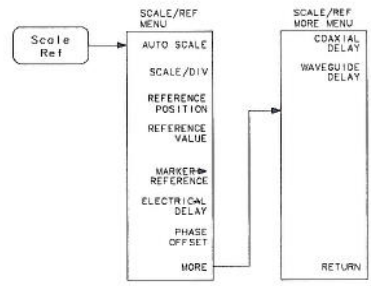 SCALE/REF
MENU
SCALE/REF
MORE MENU
Scale
Ref
AUTO SCALE
SCALE/DIV
REFERENCE
POSITION
REFERENCE
VALUE
MARKER►
REFERENCE
ELECTRICAL
DELAY
PHASE
OFFSET
MORE
COAXIAL
DELAY
WAVEGUIDE
DELAY
RETURN